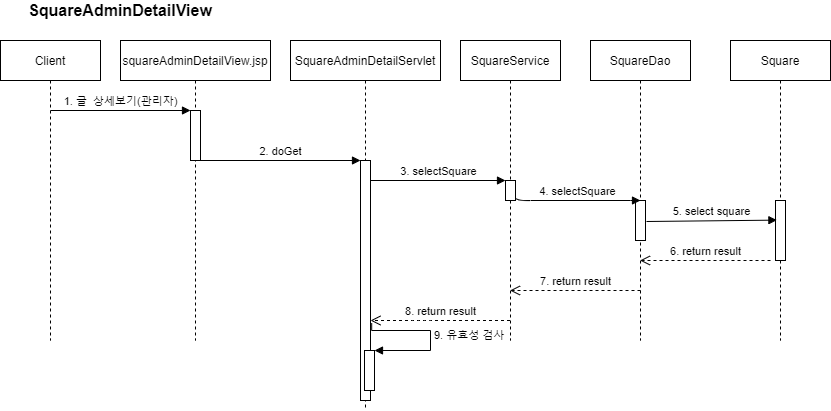 SquareAdminDetailView
Client
squareAdminDetailView.jsp
SquareAdminDetailServlet
SquareService
SquareDao
Square
1. 글 상세보기(관리자)
2. doGet
3. selectSquare
4. selectSquare
5. select square
6. return result
7. return result
8. return result
9. 유효성 검사